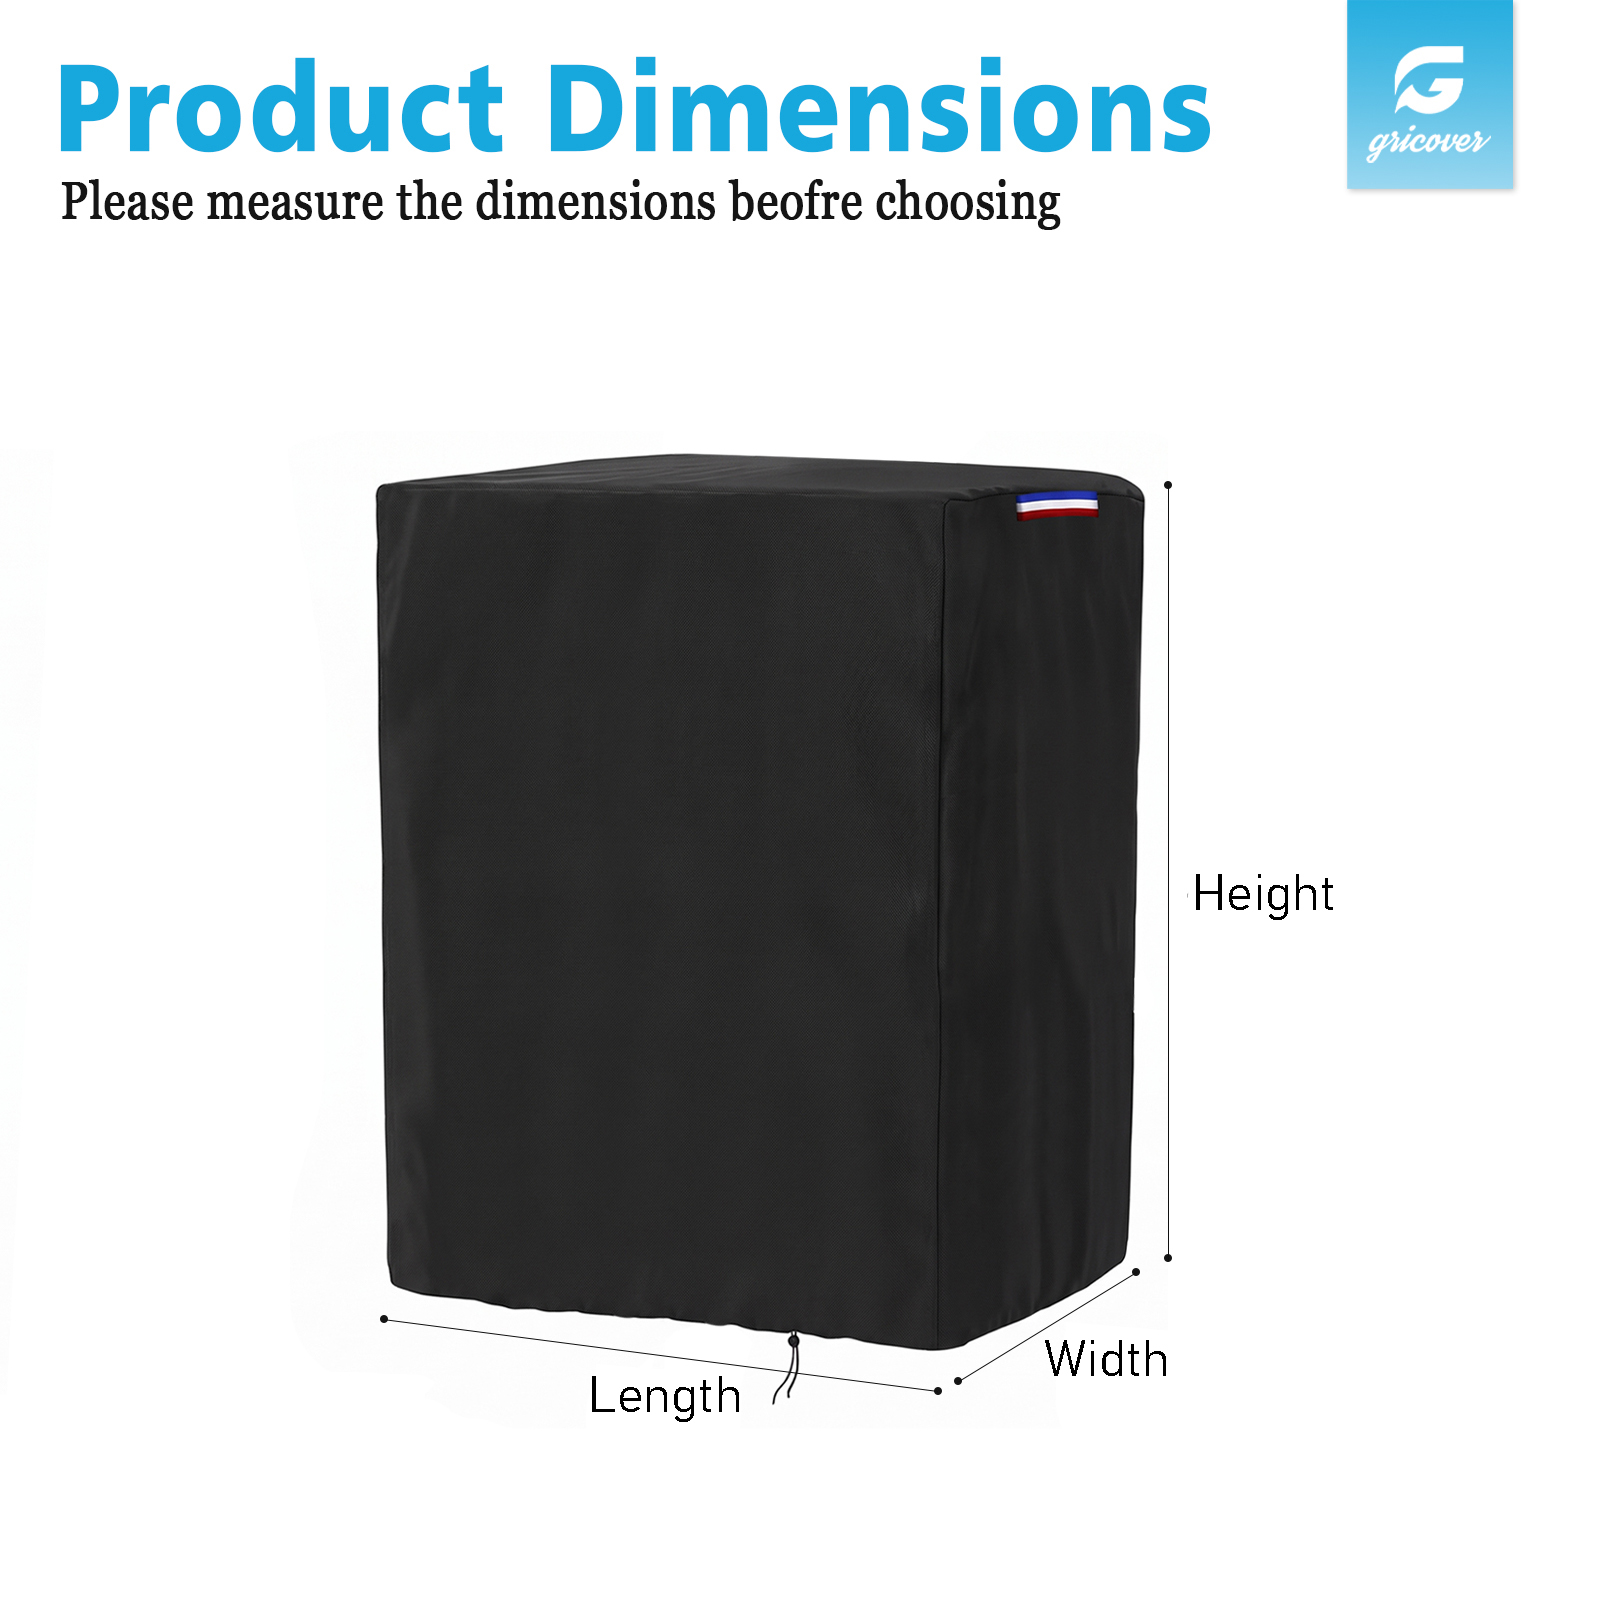 Product Dimensions
Please measure the dimensions beofre choosing
G
gricover
Height
Width
Length